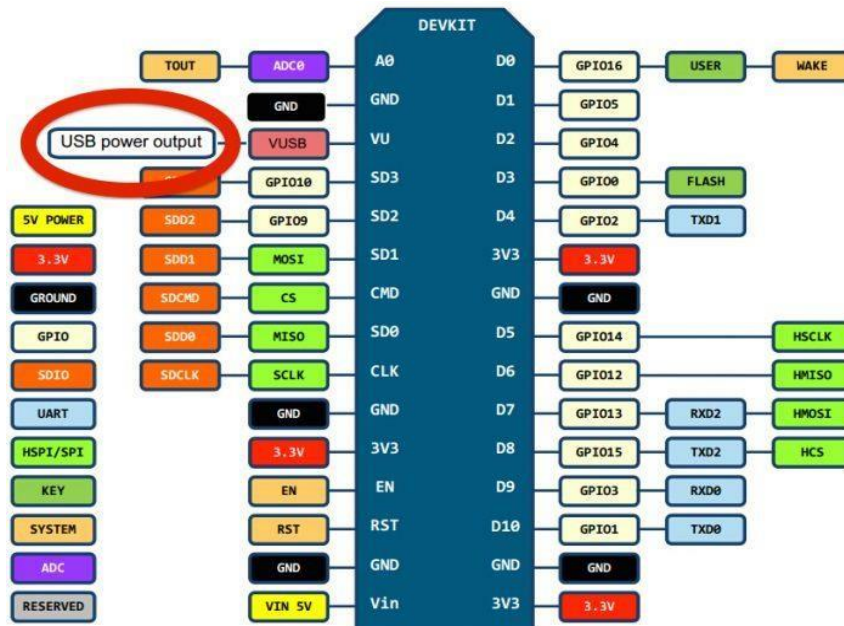 DEVKIT
TOUT ADC0 A0 D0 GPIO16 USER WAKE
GND GND D1 GPIO5
USB power output VUSB VU D2 GPIO4
GPIO10 SD3 D3 GPIO0 FLASH
5V POWER SDD2 GPIO9 SD2 D4 GPIO2 TXD1
3.3V SDD1 MOSI SD1 3V3 3.3V
GROUND SDCMD CS CMD GND GND
GPIO SDD0 MISO SD0 D5 GPIO14 HSCLK
SDIO SDCLK SCLK CLK D6 GPIO12 HMISO
UART GND GND D7 GPIO13 RXD2 HMOSI
HSPI/SPI 3.3V 3V3 D8 GPIO15 TXD2 HCS
KEY EN EN D9 GPIO3 RXD0
SYSTEM RST RST D10 GPIO1 TXD0
ADC GND GND GND GND
RESERVED VIN 5V Vin 3V3 3.3V